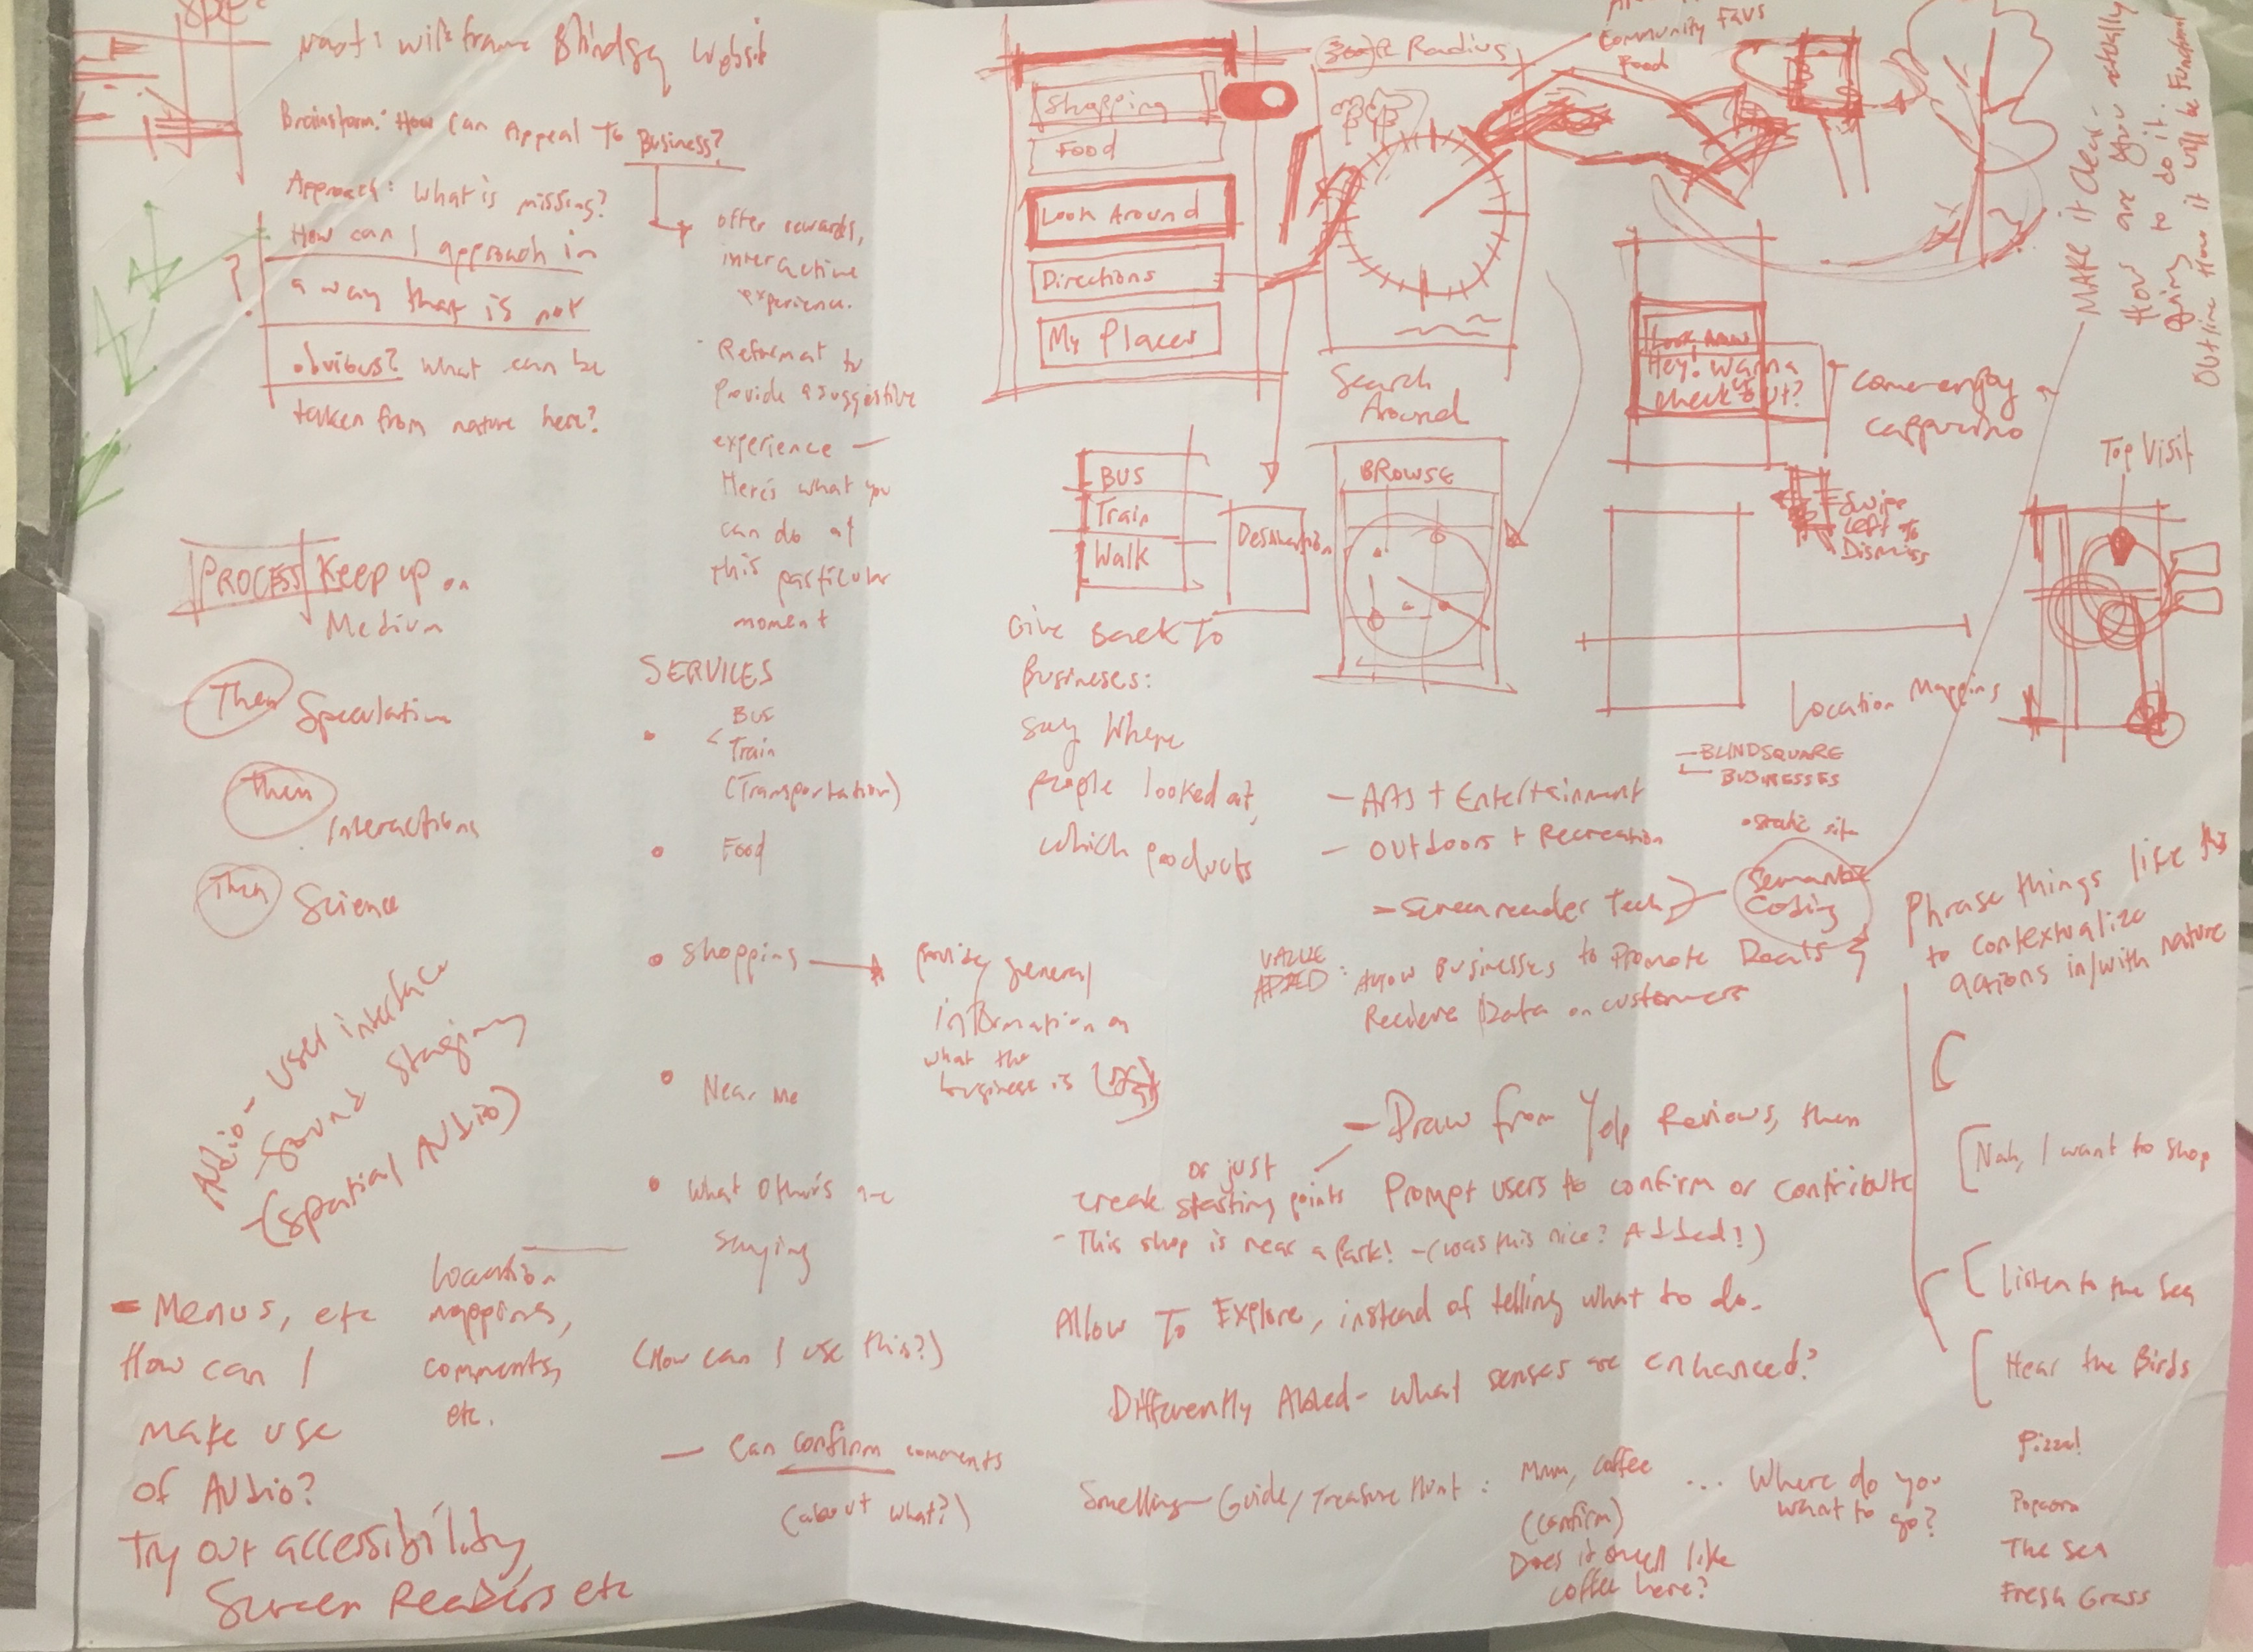 Next: wireframe Blindsq Website
Brainstorm: How can Appeal To Business?
Approach: What is missing?
How can I approach in
a way that is not
obvious? What can be
taken from nature here?
?
offer rewards,
interactive
experience.
Reformat to
Provide a suggestive
experience —
Here's what you
can do at
this particular
moment
PROCESS Keep up on
Medium
Then Speculation
Then
Interactions
Then Science
Audio - User interface
- Sound Staging
- (spatial Audio)
- Menus, etc
How can I
make use
of Audio?
Try out accessibility,
Screen Readers etc
Location
mappings,
comments,
etc.
SERVICES
Bus
Train
(Transportation)
Food
Shopping
Provide general
information on
what the
business is
Near me
What Others are
saying
(How can I use this?)
— Can confirm comments
(about what?)
Shopping
Food
Look Around
Directions
My Places
Radius
Community Favs
Food
Search
Around
BUS
Train
Walk
Destination
BROWSE
Look Around
Hey! Wanna
check out?
come enjoy
cappucino
Swipe
Left To
Dismiss
MAKE it clear -
How are you actually
going to do it.
Outline How it will be Functional
Top Visit
Location Mapping
Give Back To
Busineses:
say Where
people looked at,
which products
- BLINDSQUARE
- BUSINESSES
static site
- Arts + Entertainment
- Outdoors + Recreation
- Screenreader Tech
Semantic
Coding
VALUE
ADDED: Allow Businesses to Promote Deals
Recieve Data on customers
Phrase things like this
to contextualize
actions in/with nature
- Draw from Yelp Reviews, then
Prompt users to confirm or contribute
or just
create starting points
- This shop is near a Park! - (was this nice? Added!)
Allow To Explore, instead of telling what to do.
Differently Abled - what senses are enhanced?
Smelling Guide/Treasure Hunt: Mmm, coffee
(confirm)
Does it smell like
coffee here?
... Where do you
want to go?
Nah, I want to shop
Listen to the Sea
Hear the Birds
Pizza!
Popcorn
The Sea
Fresh Grass